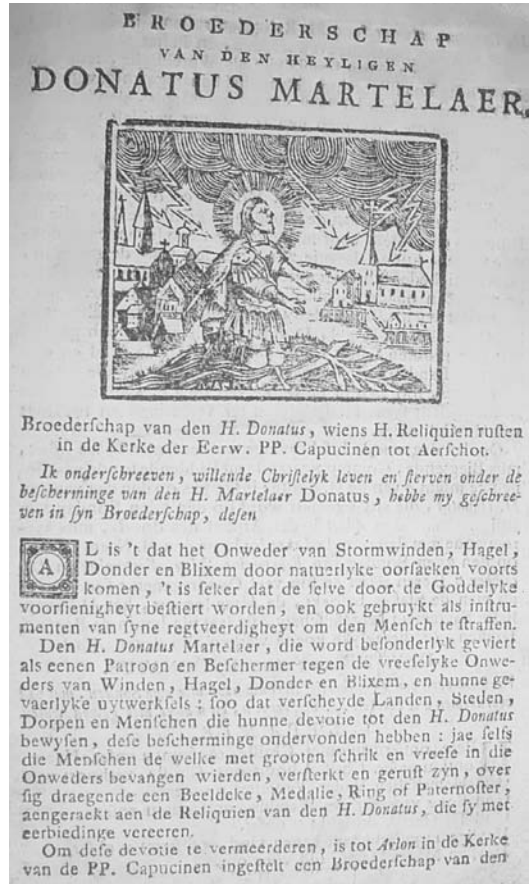 BROEDERSCHAP
VAN DEN HEYLIGEN
DONATUS MARTELAER.
Broederſchap van den H. Donatus, wiens H. Reliquien ruſten
in de Kerke der Eerw. PP. Capucinen tot Aerſchot.
Ik onderſchreeven, willende Chriſtelyk leven en ſterven onder de
beſcherminge van den H. Martelaer Donatus, hebbe my geſchree-
ven in ſyn Broederſchap, deſen
AL is 't dat het Onweder van Stormwinden, Hagel,
Donder en Blixem door natuerlyke oorſaeken voorts
komen, 't is ſeker dat de ſelve door de Goddelyke
voorſienigheyt beſtiert worden, en ook gebruykt als inſtru-
menten van ſyne regtveerdigheyt om den Menſch te ſtraffen.
Den H. Donatus Martelaer, die word beſonderlyk geviert
als eenen Patroon en Beſchermer tegen de vreeſelyke Onwe-
ders van Winden, Hagel, Donder en Blixem, en hunne ge-
vaerlyke uytwerkſels: ſoo dat verſcheyde Landen, Steden,
Dorpen en Menſchen die hunne devotie tot den H. Donatus
bewyſen, deſe beſcherminge ondervonden hebben: jae ſelfs
die Menſchen de welke met grooten ſchrik en vreeſe in die
Onweders bevangen wierden, verſterkt en geruſt zyn, over
ſig draegende een Beeldeke, Medalie, Ring of Paternoſter,
aengeraekt aen de Reliquien van den H. Donatus, die ſy met
eerbiedinge vereeren.
Om deſe devotie te vermeerderen, is tot Arlon in de Kerke
van de PP. Capucinen ingeſtelt een Broederſchap van den